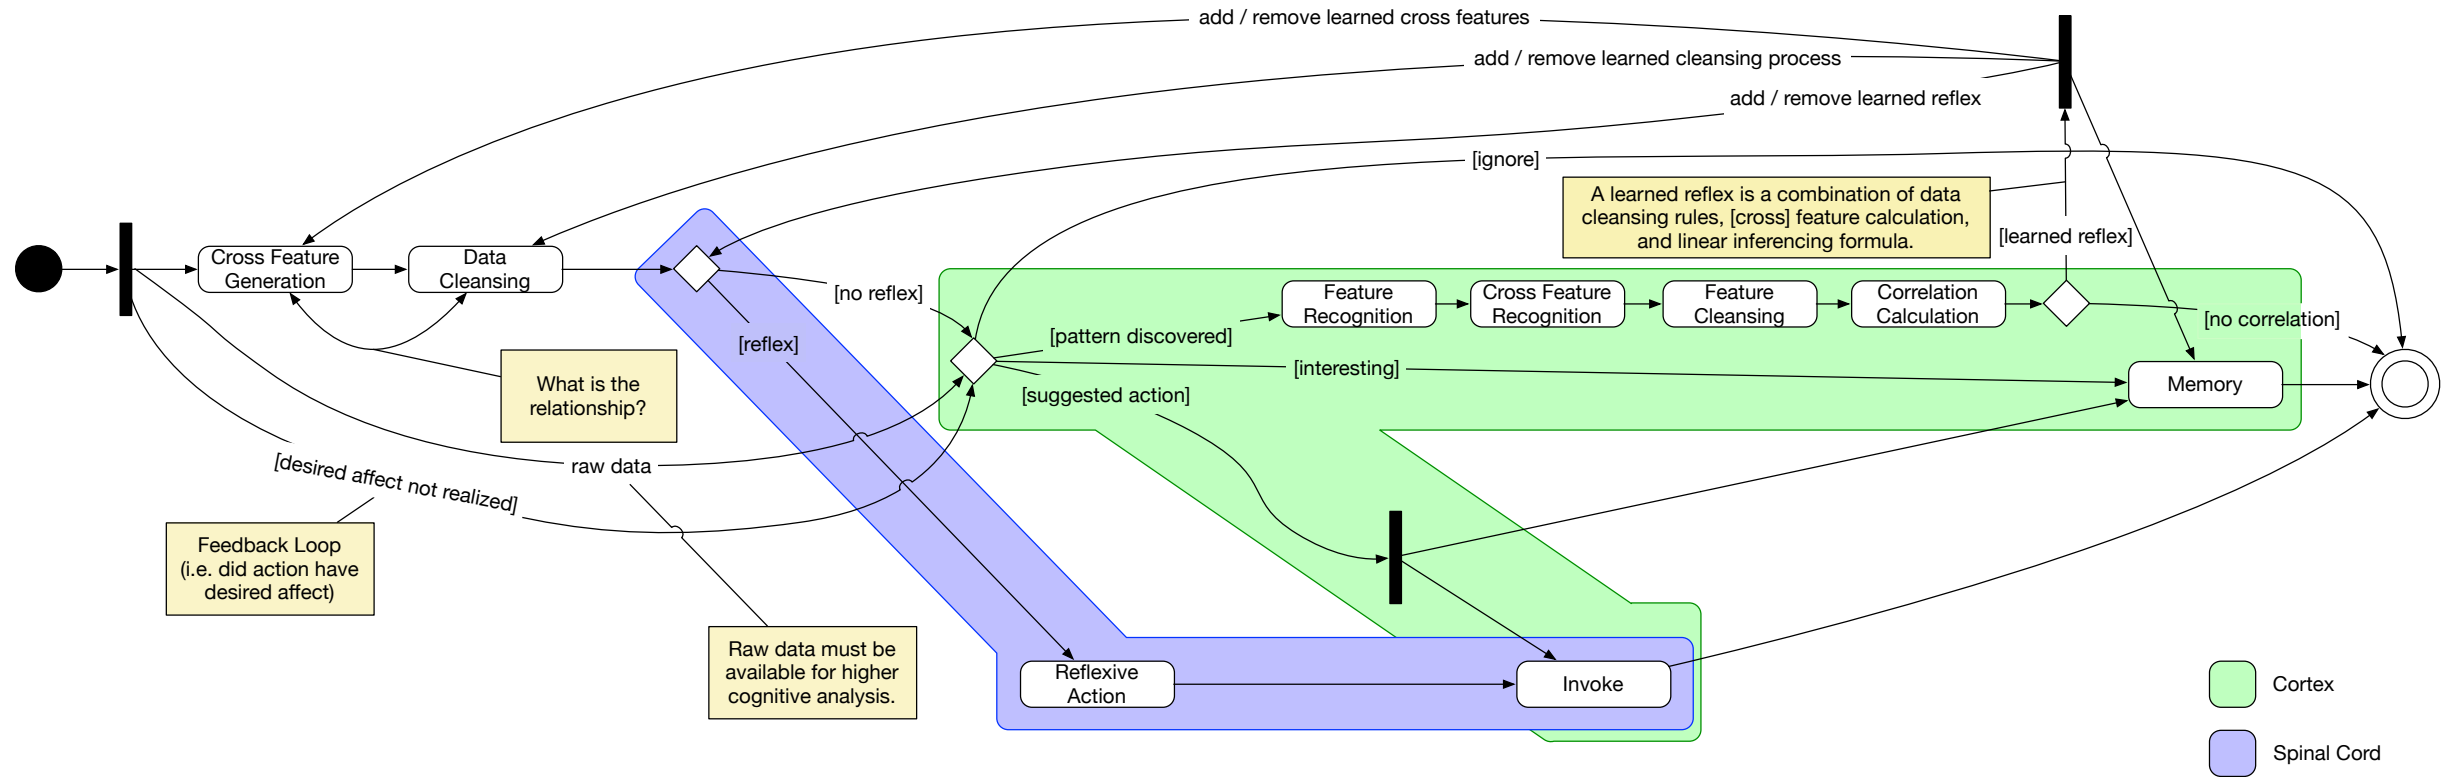 add / remove learned cross features
add / remove learned cleansing process
add / remove learned reflex
[ignore]
A learned reflex is a combination of data
cleansing rules, [cross] feature calculation,
and linear inferencing formula.
[learned reflex]
Cross Feature
Generation
Data
Cleansing
[no reflex]
Feature
Recognition
Cross Feature
Recognition
Feature
Cleansing
Correlation
Calculation
[no correlation]
[reflex]
[pattern discovered]
[interesting]
[suggested action]
Memory
What is the
relationship?
raw data
[desired affect not realized]
Feedback Loop
(i.e. did action have
desired affect)
Raw data must be
available for higher
cognitive analysis.
Reflexive
Action
Invoke
Cortex
Spinal Cord